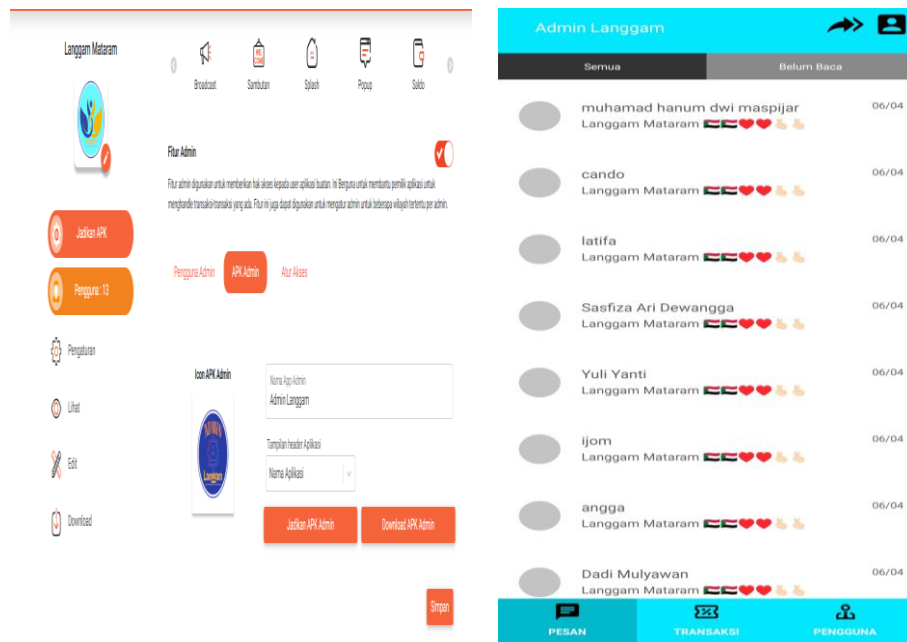 Langgam Mataram
Broadcast
Sambutan
Splash
Popup
Saldo
Fitur Admin
Fitur admin digunakan untuk memberikan hak akses kepada user aplikasi buatan. Ini Berguna untuk membantu pemilik aplikasi untuk
menghandle transaksi-transaksi yang ada. Fitur ini juga dapat digunakan untuk mengatur admin untuk beberapa wilayah tertentu per admin.
Jadikan APK
Pengguna : 13
Pengaturan
Lihat
Edit
Download
Pengguna Admin
APK Admin
Atur Akses
Icon APK Admin
ADMIN
Langgam
Nama App Admin
Admin Langgam
Tampilan header Aplikasi
Nama Aplikasi
Jadikan APK Admin
Download APK Admin
Simpan
Admin Langgam
Semua
Belum Baca
muhamad hanum dwi maspijar 06/04
Langgam Mataram 🇸🇩🇸🇩❤️❤️🫰🏻🫰🏻
cando 06/04
Langgam Mataram 🇸🇩🇸🇩❤️❤️🫰🏻🫰🏻
latifa 06/04
Langgam Mataram 🇸🇩🇸🇩❤️❤️🫰🏻🫰🏻
Sasfiza Ari Dewangga 06/04
Langgam Mataram 🇸🇩🇸🇩❤️❤️🫰🏻🫰🏻
Yuli Yanti 06/04
Langgam Mataram 🇸🇩🇸🇩❤️❤️🫰🏻🫰🏻
ijom 06/04
Langgam Mataram 🇸🇩🇸🇩❤️❤️🫰🏻🫰🏻
angga 06/04
Langgam Mataram 🇸🇩🇸🇩❤️❤️🫰🏻🫰🏻
Dadi Mulyawan 06/04
Langgam Mataram 🇸🇩🇸🇩❤️❤️🫰🏻🫰🏻
PESAN
TRANSAKSI
PENGGUNA